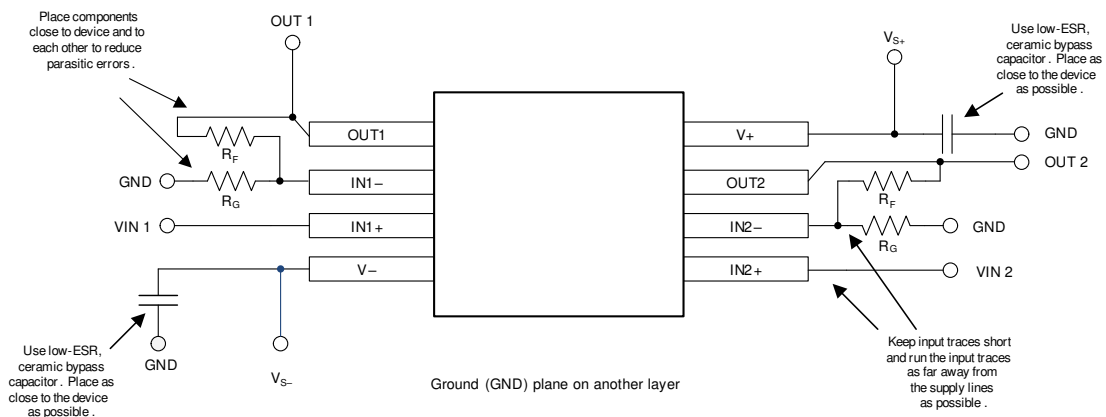 Place components
close to device and to
each other to reduce
parasitic errors .
OUT 1
VS+
Use low-ESR,
ceramic bypass
capacitor . Place as
close to the device
as possible .
OUT1
RF
GND
RG
IN1−
VIN 1
IN1+
V−
V+
GND
OUT 2
OUT2
RF
IN2−
RG
GND
IN2+
VIN 2
Use low-ESR,
ceramic bypass
capacitor . Place as
close to the device
as possible .
GND
VS−
Ground (GND) plane on another layer
Keep input traces short
and run the input traces
as far away from
the supply lines
as possible .